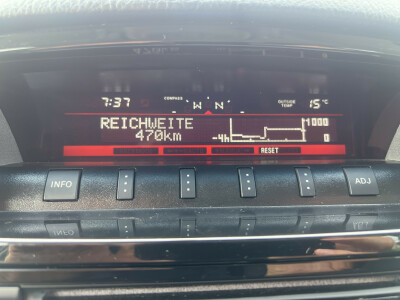 7:37 COMPASS W N OUTSIDE TEMP 15 °C
REICHWEITE 1000
470km -4h 0
RESET
INFO ADJ